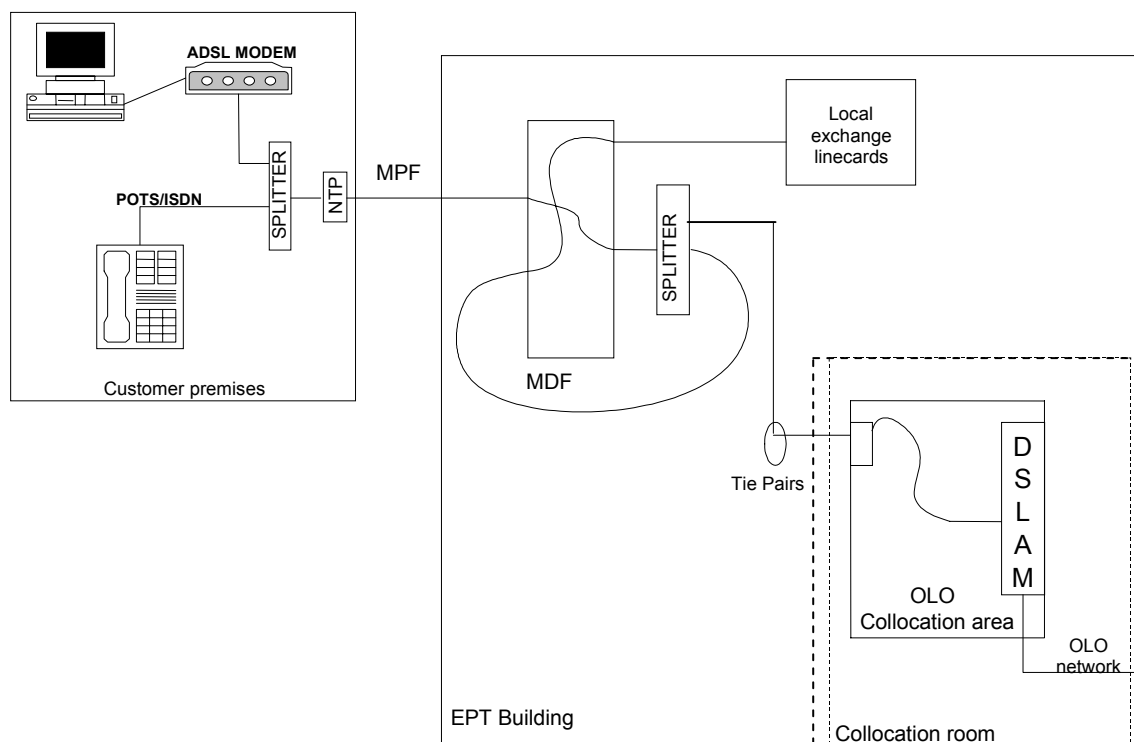 ADSL MODEM
SPLITTER
NTP
MPF
POTS/ISDN
Customer premises
Local
exchange
linecards
SPLITTER
MDF
Tie Pairs
D
S
L
A
M
OLO
Collocation area
OLO
network
EPT Building
Collocation room